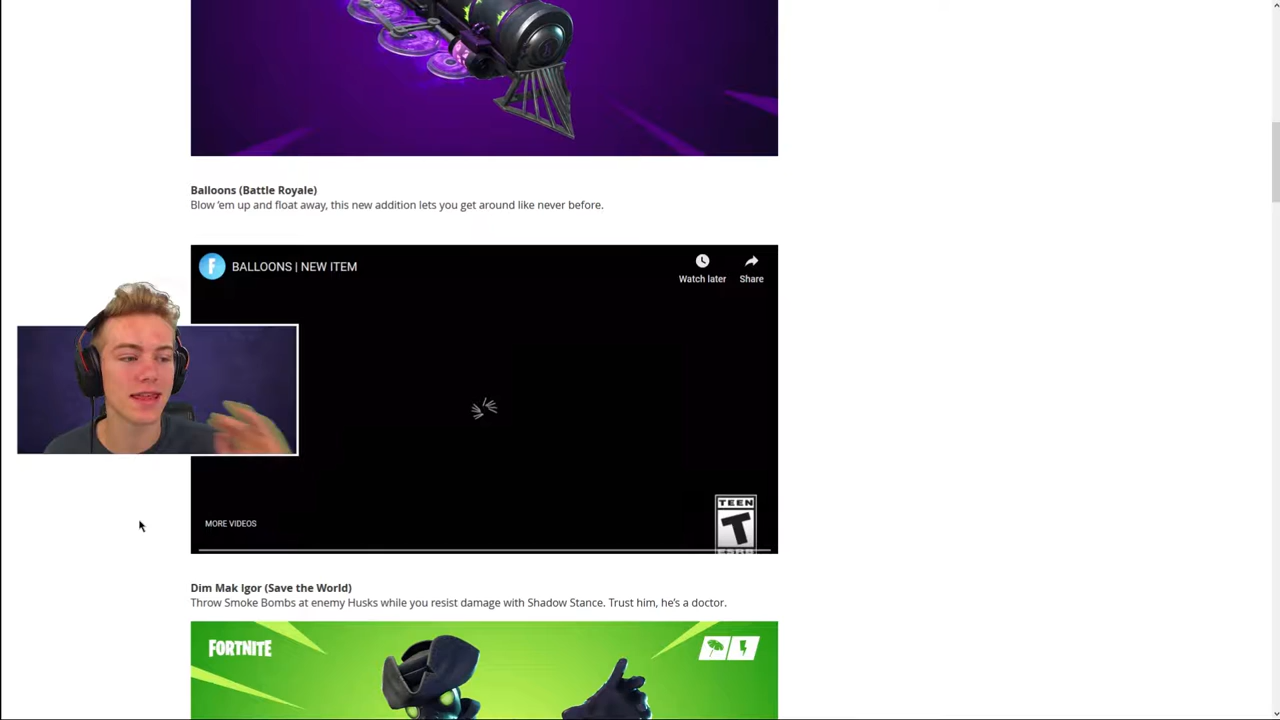 Balloons (Battle Royale)
Blow 'em up and float away, this new addition lets you get around like never before.
BALLOONS | NEW ITEM
Watch later
Share
MORE VIDEOS
TEEN
T
Dim Mak Igor (Save the World)
Throw Smoke Bombs at enemy Husks while you resist damage with Shadow Stance. Trust him, he's a doctor.
FORTNITE